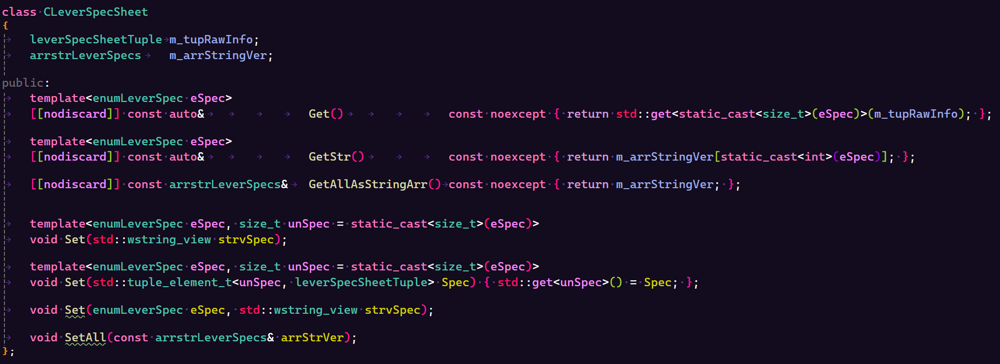 class CLeverSpecSheet
{
leverSpecSheetTuple m_tupRawInfo;
arrstrLeverSpecs m_arrStringVer;
public:
template<enumLeverSpec eSpec>
[[nodiscard]] const auto& Get() const noexcept { return std::get<static_cast<size_t>(eSpec)>(m_tupRawInfo); };
template<enumLeverSpec eSpec>
[[nodiscard]] const auto& GetStr() const noexcept { return m_arrStringVer[static_cast<int>(eSpec)]; };
[[nodiscard]] const arrstrLeverSpecs& GetAllAsStringArr() const noexcept { return m_arrStringVer; };
template<enumLeverSpec eSpec, size_t unSpec = static_cast<size_t>(eSpec)>
void Set(std::wstring_view strvSpec);
template<enumLeverSpec eSpec, size_t unSpec = static_cast<size_t>(eSpec)>
void Set(std::tuple_element_t<unSpec, leverSpecSheetTuple> Spec) { std::get<unSpec>() = Spec; };
void Set(enumLeverSpec eSpec, std::wstring_view strvSpec);
void SetAll(const arrstrLeverSpecs& arrStrVer);
};